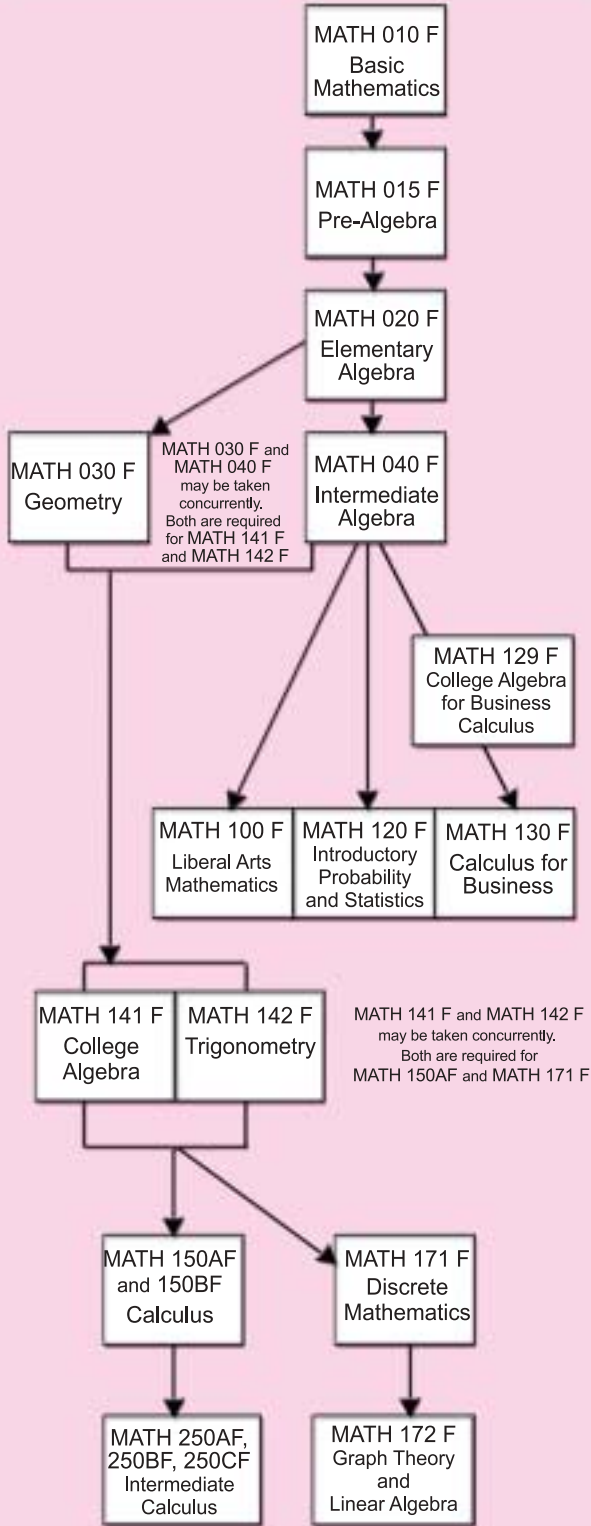 MATH 010 F
Basic
Mathematics
MATH 015 F
Pre-Algebra
MATH 020 F
Elementary
Algebra
MATH 030 F
Geometry
MATH 030 F and
MATH 040 F
may be taken
concurrently.
Both are required
for MATH 141 F
and MATH 142 F
MATH 040 F
Intermediate
Algebra
MATH 129 F
College Algebra
for Business
Calculus
MATH 100 F
Liberal Arts
Mathematics
MATH 120 F
Introductory
Probability
and Statistics
MATH 130 F
Calculus for
Business
MATH 141 F
College
Algebra
MATH 142 F
Trigonometry
MATH 141 F and MATH 142 F
may be taken concurrently.
Both are required for
MATH 150AF and MATH 171 F
MATH 150AF
and 150BF
Calculus
MATH 171 F
Discrete
Mathematics
MATH 250AF,
250BF, 250CF
Intermediate
Calculus
MATH 172 F
Graph Theory
and
Linear Algebra